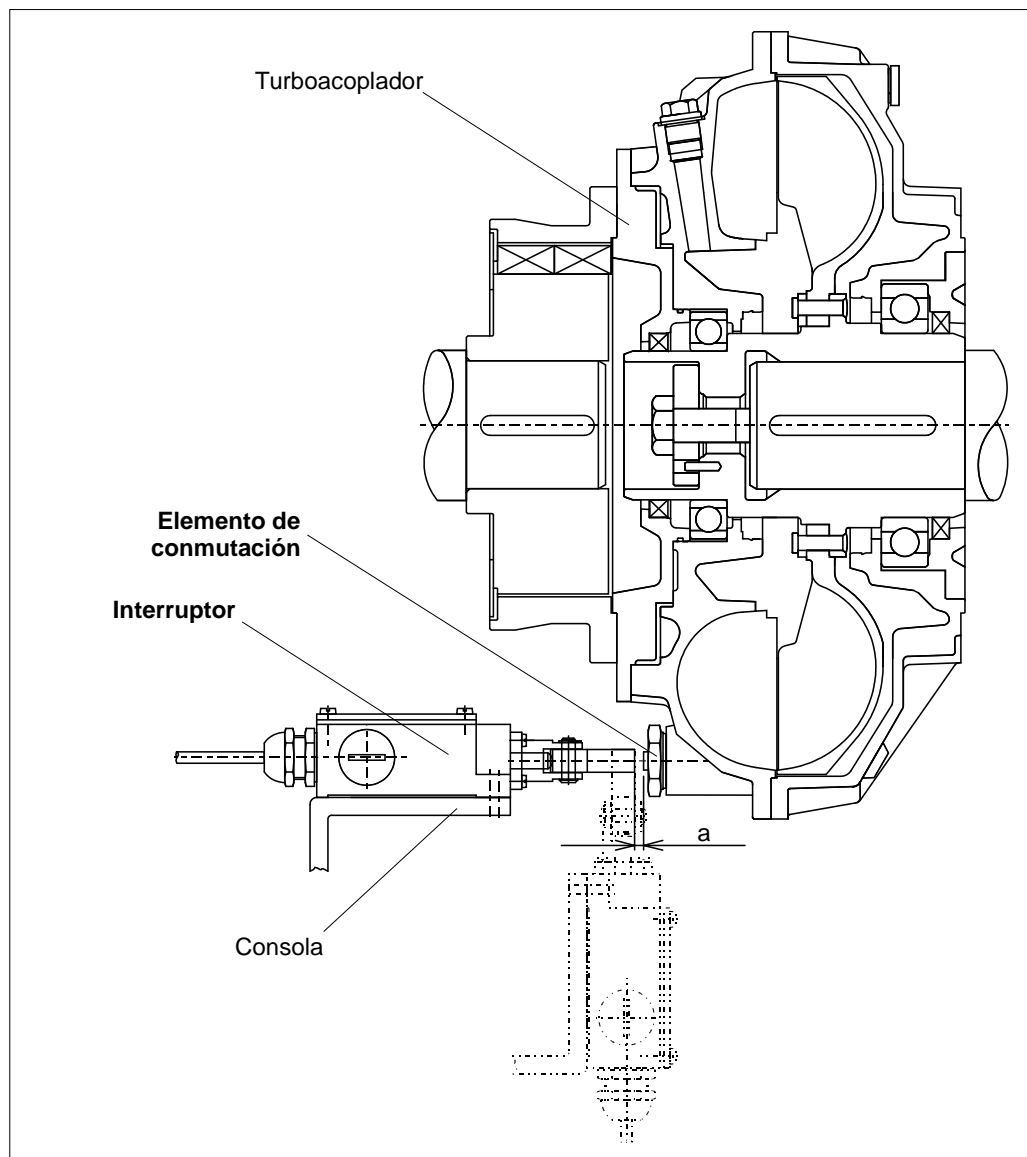 Turboacoplador
Elemento de
conmutación
Interruptor
a
Consola